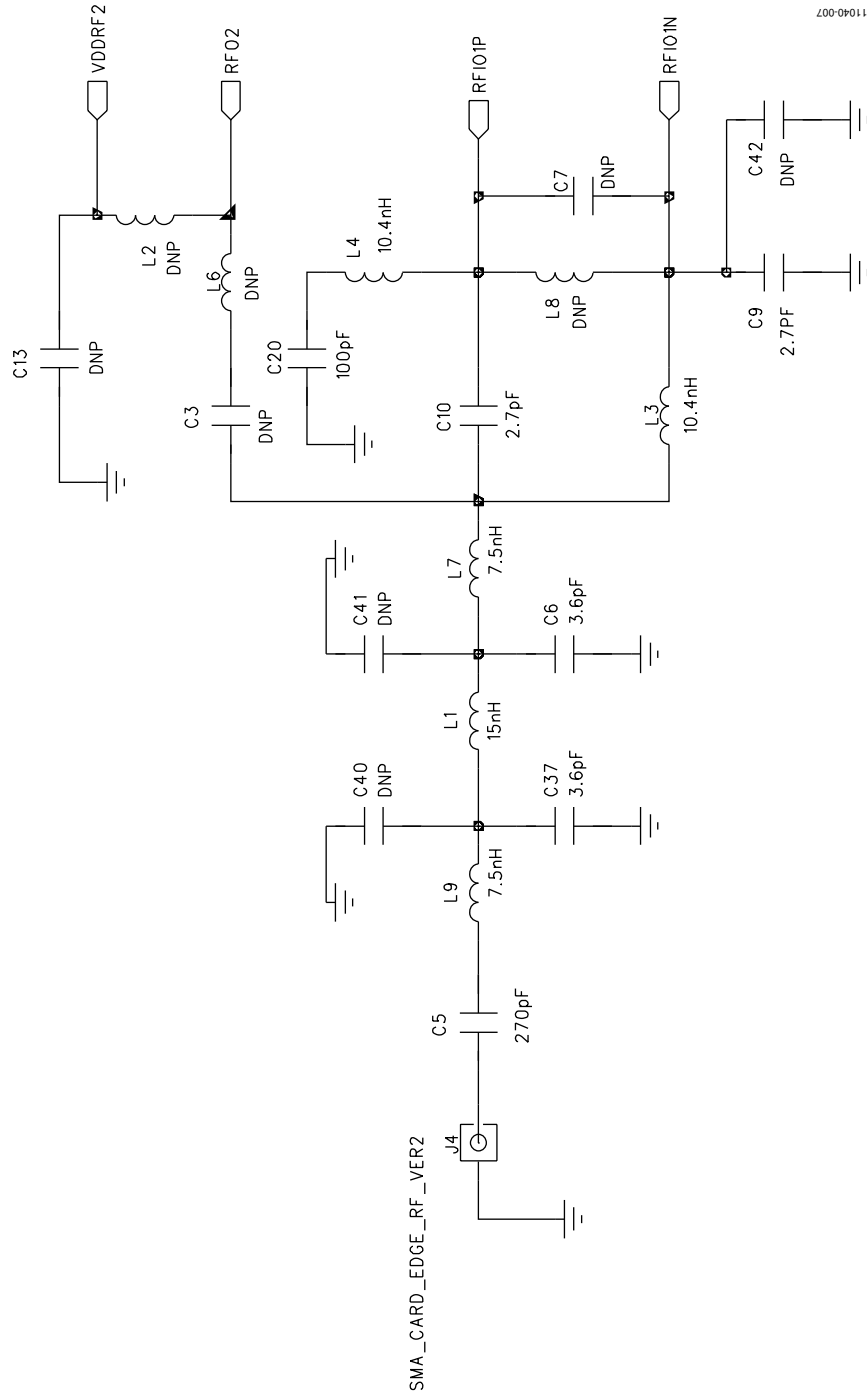 VDDRF2
C13
DNP
L2
DNP
RFO2
L6
DNP
C3
DNP
C20
100pF
L4
10.4nH
RFIO1P
C7
DNP
L8
DNP
C10
2.7pF
RFIO1N
C42
DNP
C9
2.7PF
L3
10.4nH
L7
7.5nH
C41
DNP
C6
3.6pF
L1
15nH
C40
DNP
C37
3.6pF
L9
7.5nH
C5
270pF
J4
SMA_CARD_EDGE_RF_VER2
11040-007